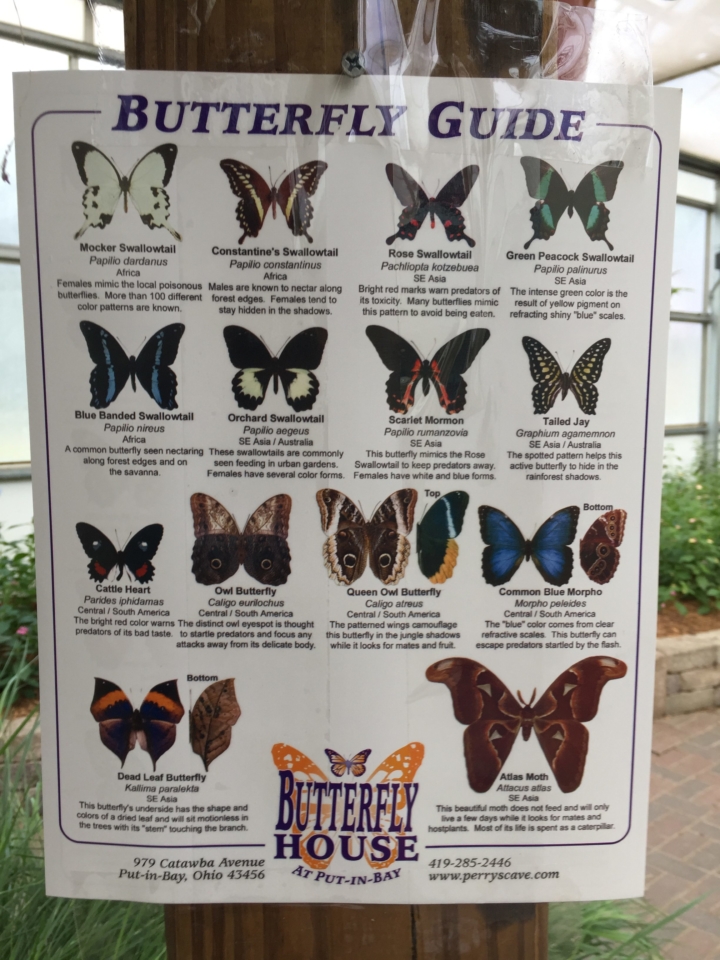 BUTTERFLY GUIDE
Mocker Swallowtail
Papilio dardanus
Africa
Females mimic the local poisonous
butterflies. More than 100 different
color patterns are known.
Constantine's Swallowtail
Papilio constantinus
Africa
Males are known to nectar along
forest edges. Females tend to
stay hidden in the shadows.
Rose Swallowtail
Pachliopta kotzebuea
SE Asia
Bright red marks warn predators of
its toxicity. Many butterflies mimic
this pattern to avoid being eaten.
Green Peacock Swallowtail
Papilio palinurus
SE Asia
The intense green color is the
result of yellow pigment on
refracting shiny "blue" scales.
Blue Banded Swallowtail
Papilio nireus
Africa
A common butterfly seen nectaring
along forest edges and on
the savanna.
Orchard Swallowtail
Papilio aegeus
SE Asia / Australia
These swallowtails are commonly
seen feeding in urban gardens.
Females have several color forms.
Scarlet Mormon
Papilio rumanzovia
SE Asia
This butterfly mimics the Rose
Swallowtail to keep predators away.
Females have white and blue forms.
Tailed Jay
Graphium agamemnon
SE Asia / Australia
The spotted pattern helps this
active butterfly to hide in the
rainforest shadows.
Cattle Heart
Parides iphidamas
Central / South America
The bright red color warns
predators of its bad taste.
Owl Butterfly
Caligo eurilochus
Central / South America
The distinct owl eyespot is thought
to startle predators and focus any
attacks away from its delicate body.
Top
Queen Owl Butterfly
Caligo atreus
Central / South America
The patterned wings camouflage
this butterfly in the jungle shadows
while it looks for mates and fruit.
Bottom
Common Blue Morpho
Morpho peleides
Central / South America
The "blue" color comes from clear
refractive scales. This butterfly can
escape predators startled by the flash.
Bottom
Dead Leaf Butterfly
Kallima paralekta
SE Asia
This butterfly's underside has the shape and
colors of a dried leaf and will sit motionless in
the trees with its "stem" touching the branch.
Atlas Moth
Attacus atlas
SE Asia
This beautiful moth does not feed and will only
live a few days while it looks for mates and
hostplants. Most of its life is spent as a caterpillar.
BUTTERFLY
HOUSE
AT PUT-IN-BAY
979 Catawba Avenue
Put-in-Bay, Ohio 43456
419-285-2446
www.perryscave.com